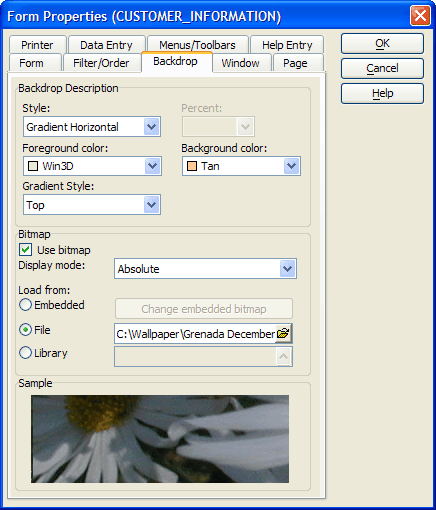 Form Properties (CUSTOMER_INFORMATION)
Printer Data Entry Menus/Toolbars Help Entry
Form Filter/Order Backdrop Window Page
OK
Cancel
Help
Backdrop Description
Style: Percent:
Gradient Horizontal
Foreground color: Background color:
Win3D Tan
Gradient Style:
Top
Bitmap
Use bitmap
Display mode: Absolute
Load from:
Embedded Change embedded bitmap
File C:\Wallpaper\Grenada December
Library
Sample